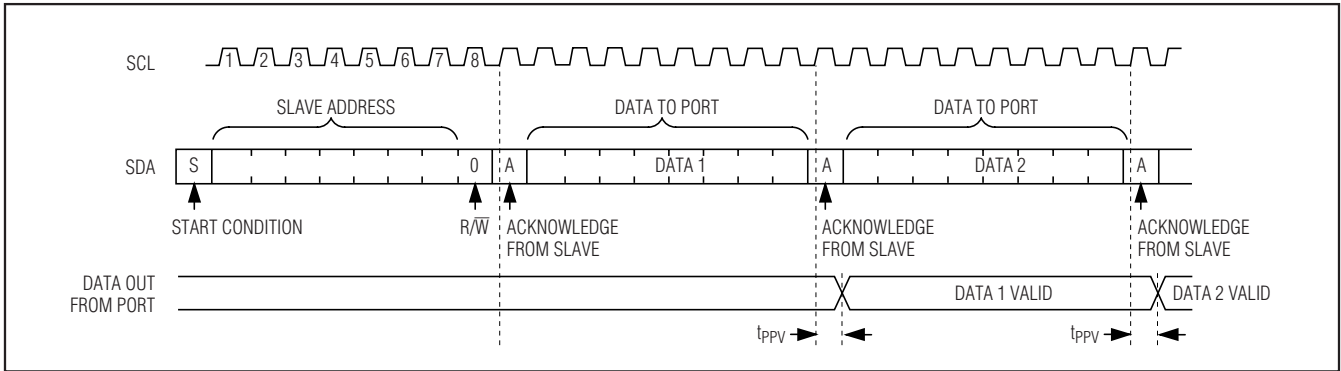 SCL 1 2 3 4 5 6 7 8
SLAVE ADDRESS DATA TO PORT DATA TO PORT
SDA S 0 A DATA 1 A DATA 2 A
START CONDITION R/W̅ ACKNOWLEDGE FROM SLAVE ACKNOWLEDGE FROM SLAVE ACKNOWLEDGE FROM SLAVE
DATA OUT FROM PORT DATA 1 VALID DATA 2 VALID
tPPV tPPV